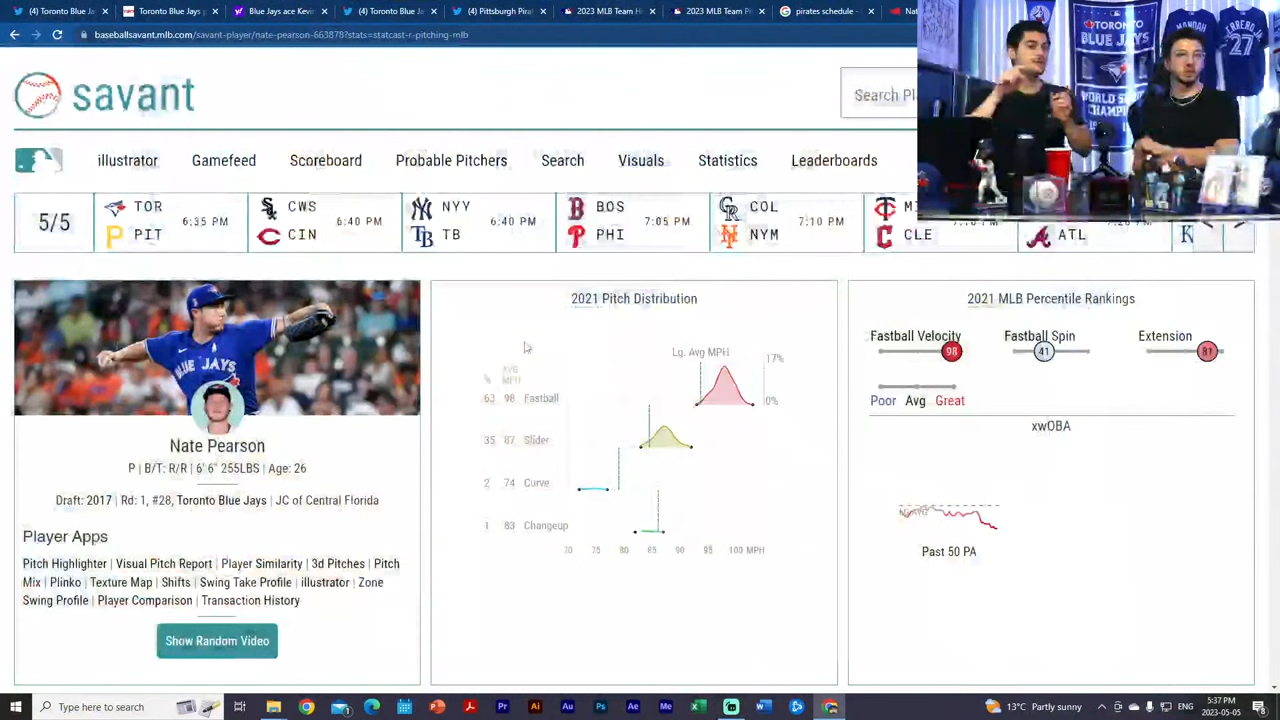 (4) Toronto Blue Jays
Toronto Blue Jays
Blue Jays ace Kevin
(4) Toronto Blue Jays
(4) Pittsburgh Pirat
2023 MLB Team H
2023 MLB Team P
pirates schedule -
Nat
baseballsavant.mlb.com/savant-player/nate-pearson-663878?stats=statcast-r-pitching-mlb
savant
Search Pl
TORONTO
BLUE JAYS
27
illustrator
Gamefeed
Scoreboard
Probable Pitchers
Search
Visuals
Statistics
Leaderboards
5/5
TOR
PIT
6:35 PM
CWS
CIN
6:40 PM
NYY
TB
6:40 PM
BOS
PHI
7:05 PM
COL
NYM
7:10 PM
CLE
ATL
BLUE JAYS
Nate Pearson
P | B/T: R/R | 6' 6" 255LBS | Age: 26
Draft: 2017 | Rd: 1, #28, Toronto Blue Jays | JC of Central Florida
Player Apps
Pitch Highlighter | Visual Pitch Report | Player Similarity | 3d Pitches | Pitch
Mix | Plinko | Texture Map | Shifts | Swing Take Profile | illustrator | Zone
Swing Profile | Player Comparison | Transaction History
Show Random Video
2021 Pitch Distribution
Lg. Avg MPH
17%
0%
% AVG MPH
63 98 Fastball
35 87 Slider
2 74 Curve
1 83 Changeup
70 75 80 85 90 95 100 MPH
2021 MLB Percentile Rankings
Fastball Velocity
98
Fastball Spin
41
Extension
81
Poor Avg Great
xwOBA
Past 50 PA
Type here to search
13°C Partly sunny
5:37 PM
2023-05-05